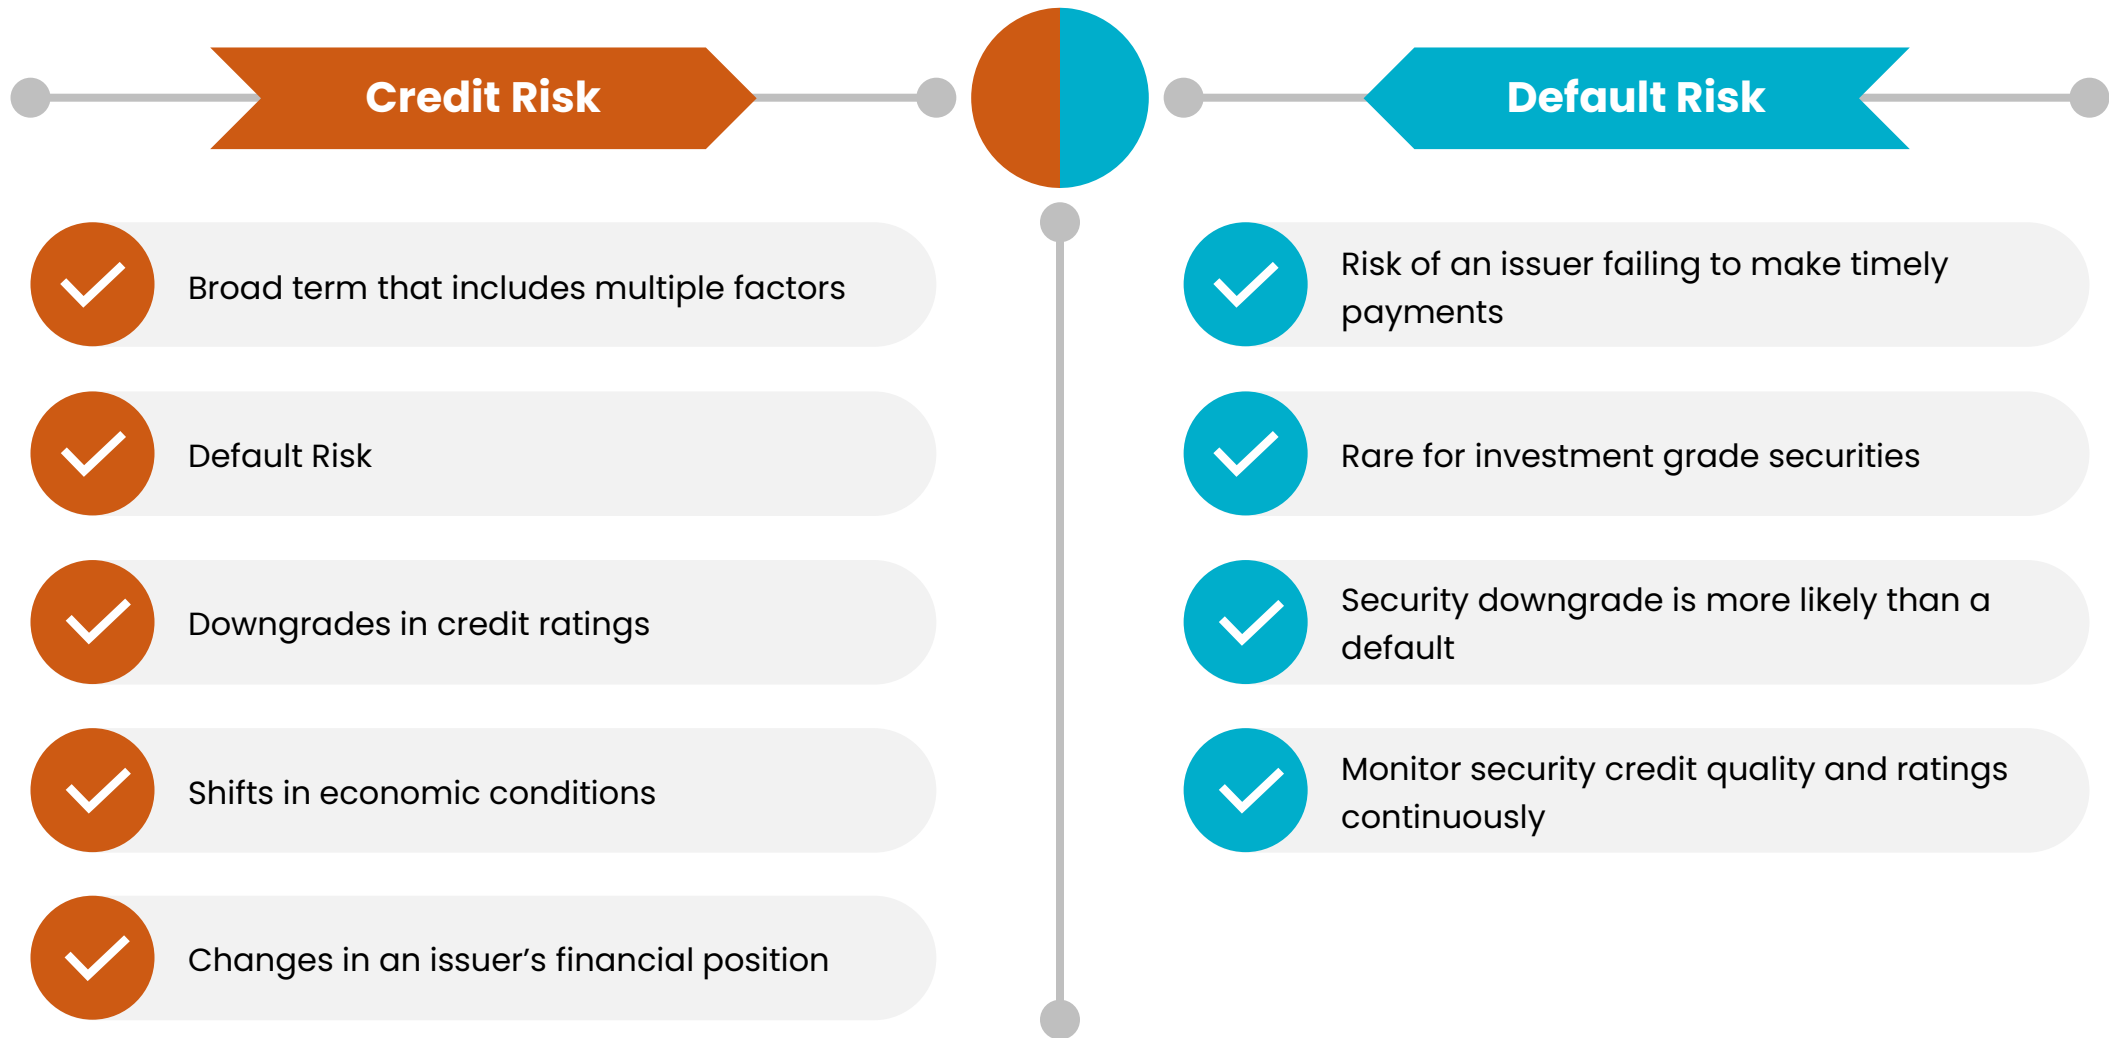 Credit Risk
Broad term that includes multiple factors
Default Risk
Downgrades in credit ratings
Shifts in economic conditions
Changes in an issuer’s financial position
Default Risk
Risk of an issuer failing to make timely
payments
Rare for investment grade securities
Security downgrade is more likely than a
default
Monitor security credit quality and ratings
continuously